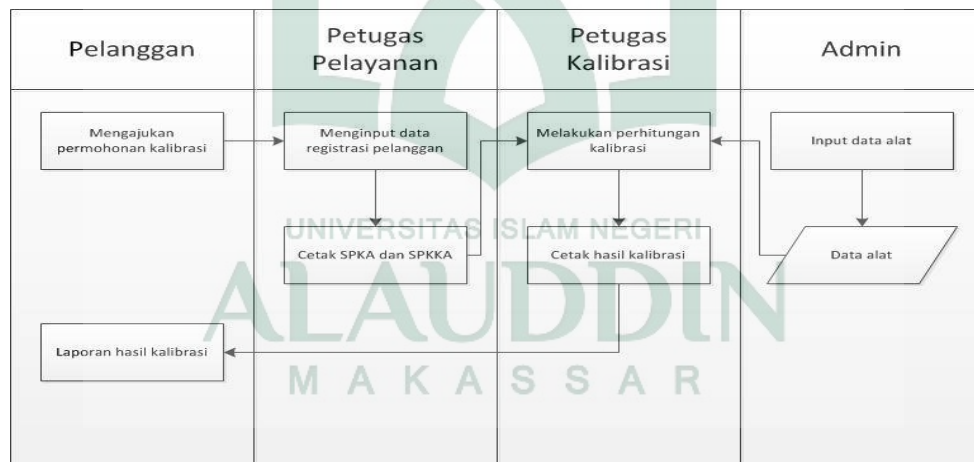 Pelanggan
Petugas
Pelayanan
Petugas
Kalibrasi
Admin
Mengajukan
permohonan kalibrasi
Menginput data
registrasi pelanggan
Melakukan perhitungan
kalibrasi
Input data alat
UNIVERSITAS ISLAM NEGERI
Cetak SPKA dan SPKKA
Cetak hasil kalibrasi
Data alat
ALAUDDIN
Laporan hasil kalibrasi
MAKASSAR